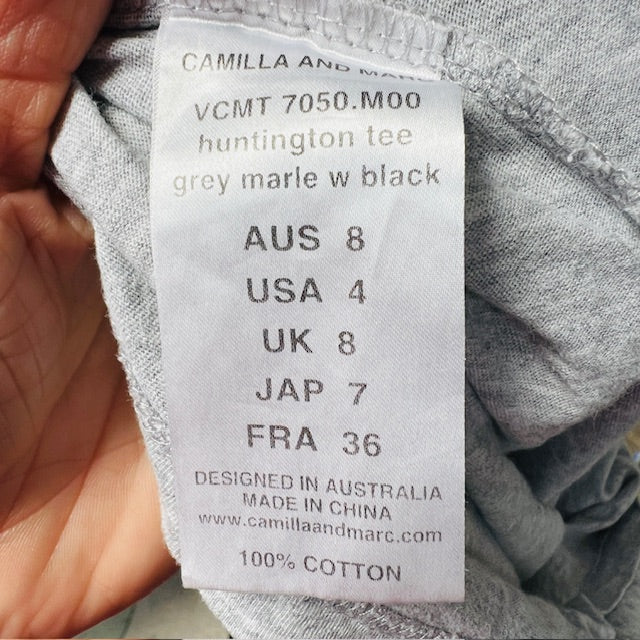 CAMILLA AND MARC
VCMT 7050.M00
huntington tee
grey marle w black
AUS 8
USA 4
UK 8
JAP 7
FRA 36
DESIGNED IN AUSTRALIA
MADE IN CHINA
www.camillaandmarc.com
100% COTTON